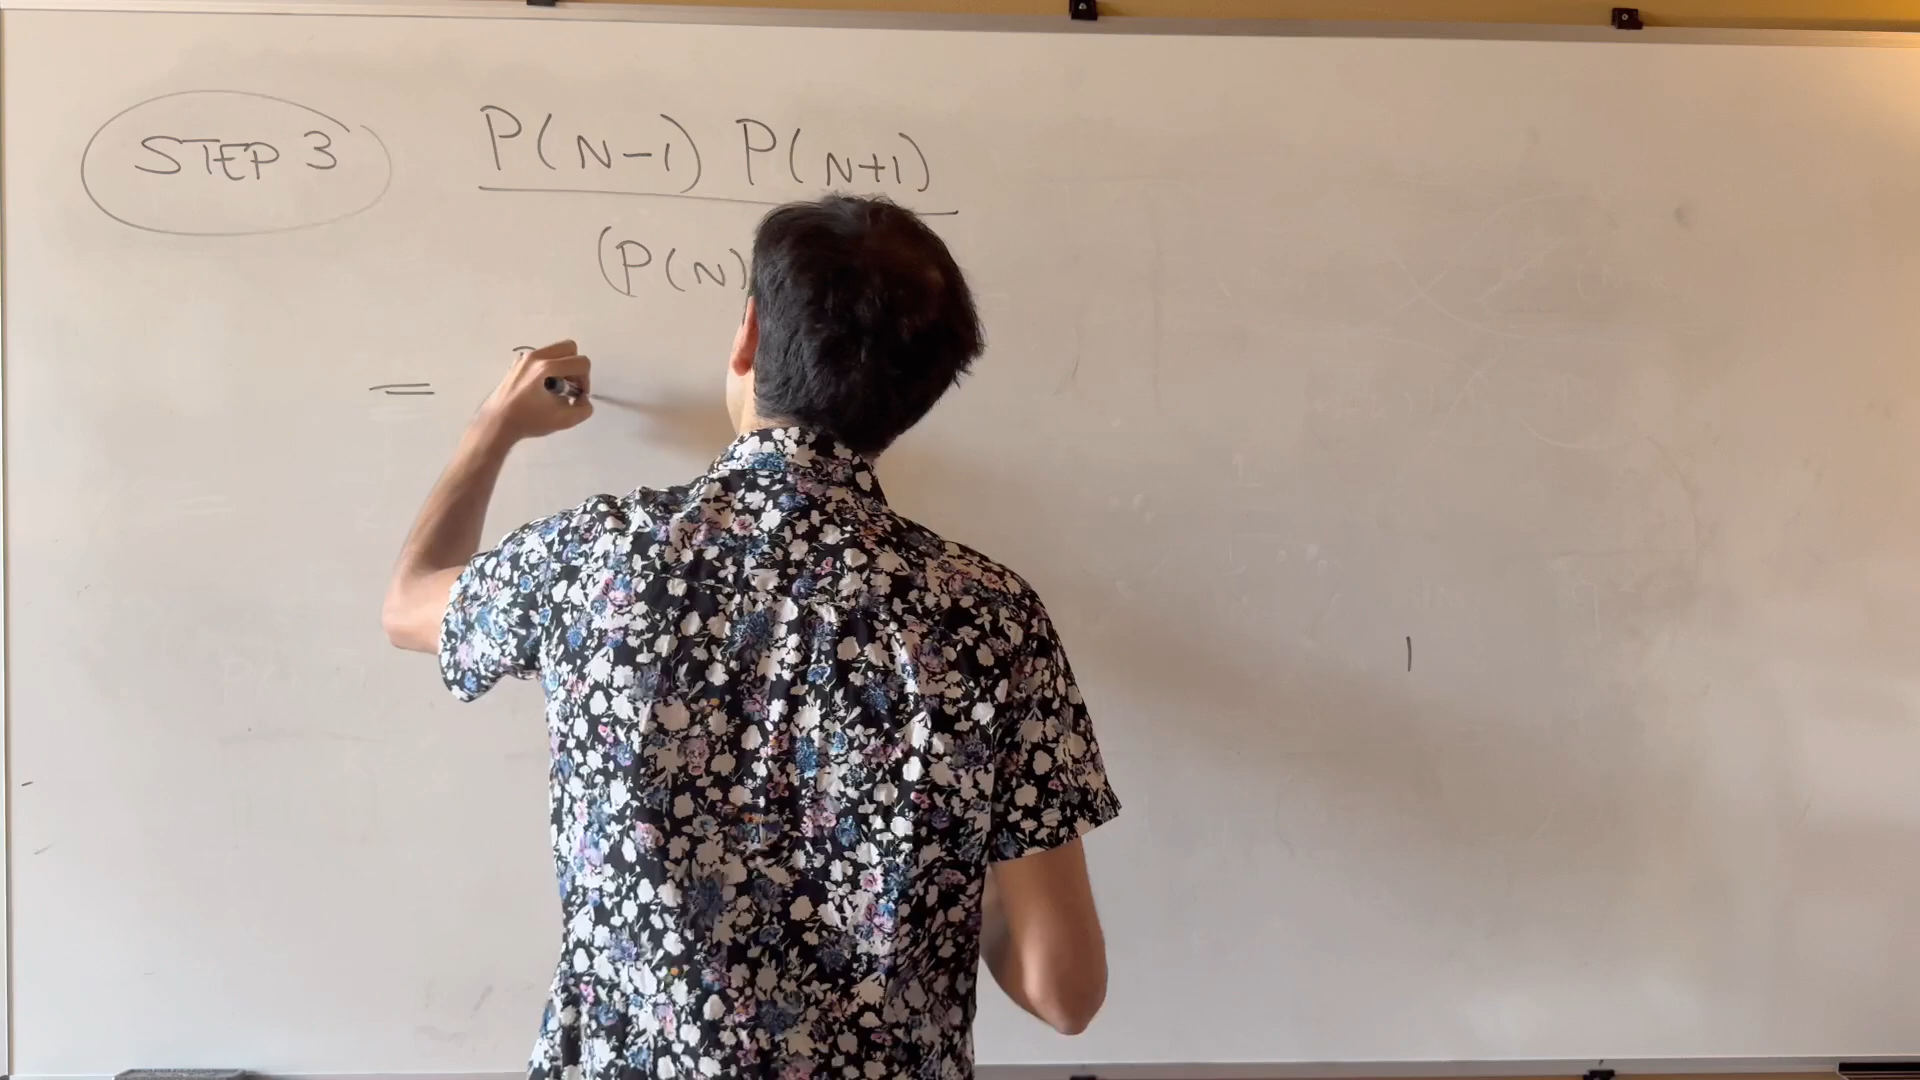 STEP 3
P(N-1) P(N+1)
(P(N)
=